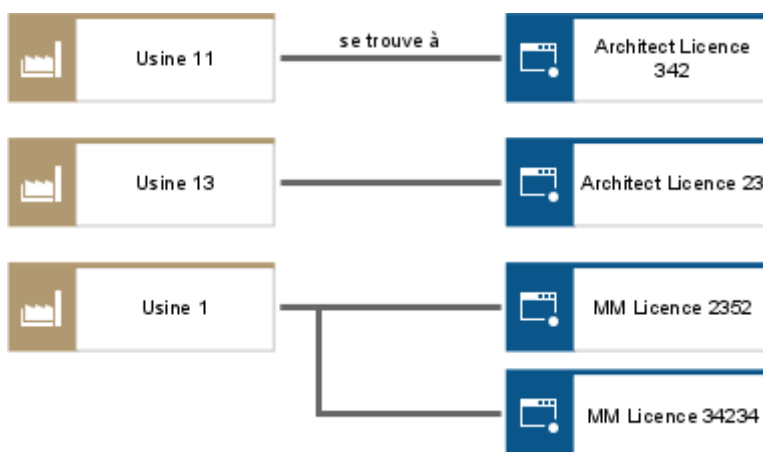 Usine 11
se trouve à
Architect Licence
342
Usine 13
Architect Licence 23
Usine 1
MM Licence 2352
MM Licence 34234